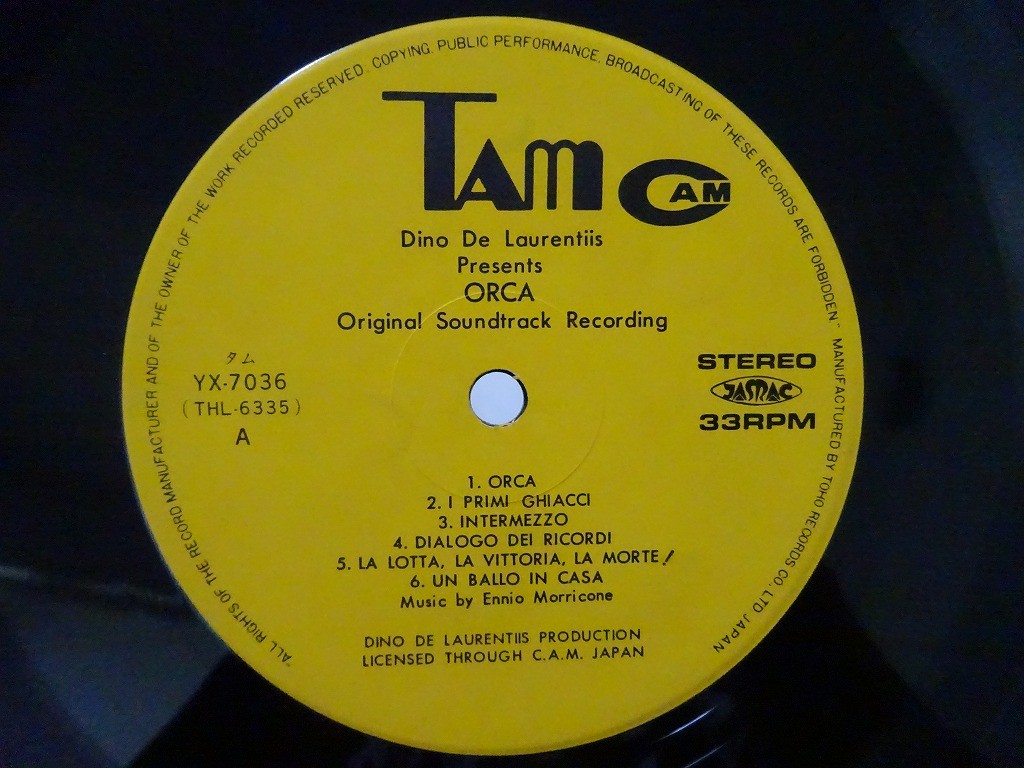 "ALL RIGHTS OF THE RECORD MANUFACTURER AND OF THE OWNER OF THE WORK RECORDED RESERVED. COPYING. PUBLIC PERFORMANCE. BROADCASTING OF THESE RECORDS ARE FORBIDDEN" MANUFACTURED BY TOHO RECORDS CO., LTD JAPAN
TAM CAM
Dino De Laurentiis
Presents
ORCA
Original Soundtrack Recording
タム
YX-7036
(THL-6335)
A
STEREO
JASRAC
33RPM
1. ORCA
2. I PRIMI GHIACCI
3. INTERMEZZO
4. DIALOGO DEI RICORDI
5. LA LOTTA, LA VITTORIA, LA MORTE!
6. UN BALLO IN CASA
Music by Ennio Morricone
DINO DE LAURENTIIS PRODUCTION
LICENSED THROUGH C.A.M. JAPAN